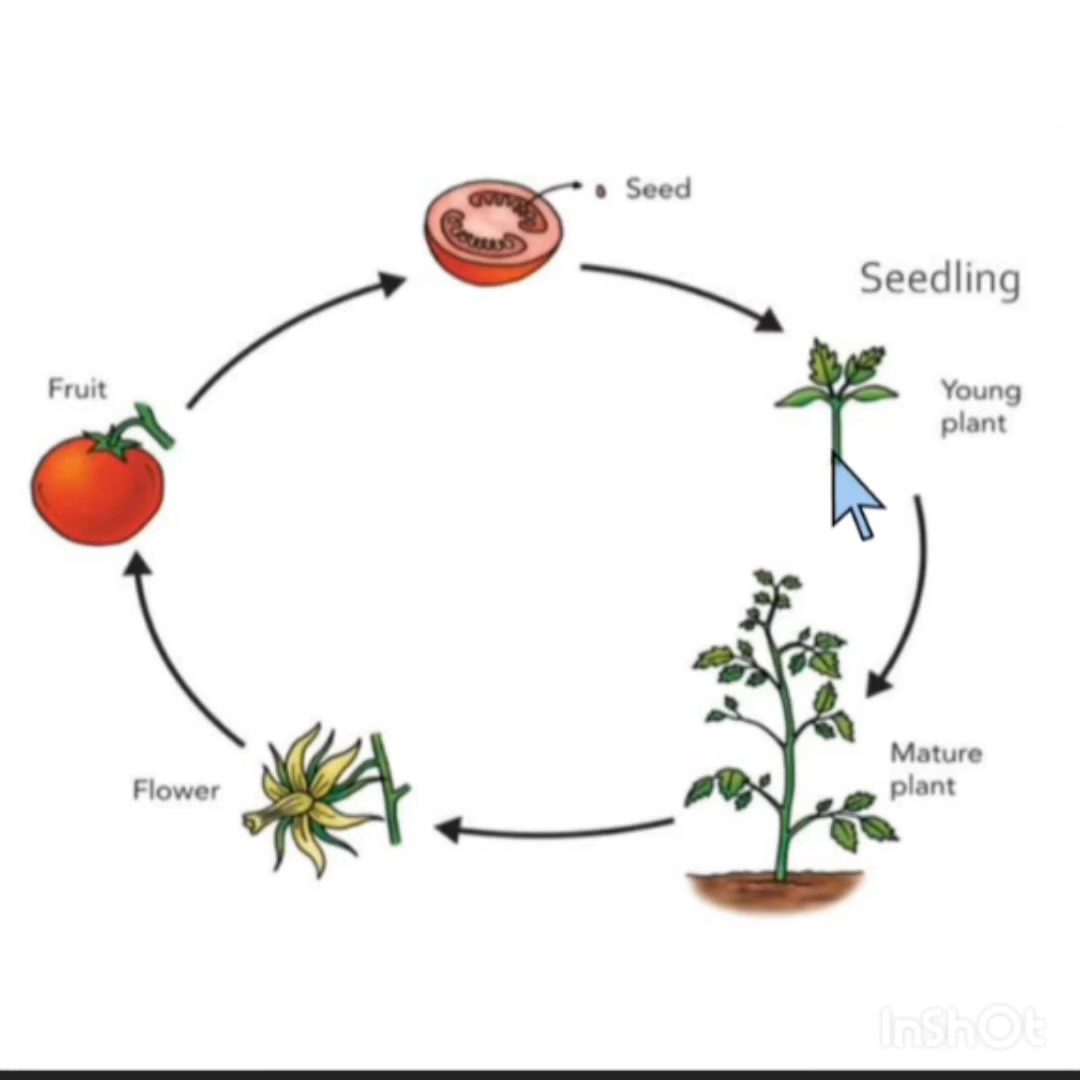 Seed
Seedling
Young
plant
Fruit
Mature
plant
Flower
InShOt